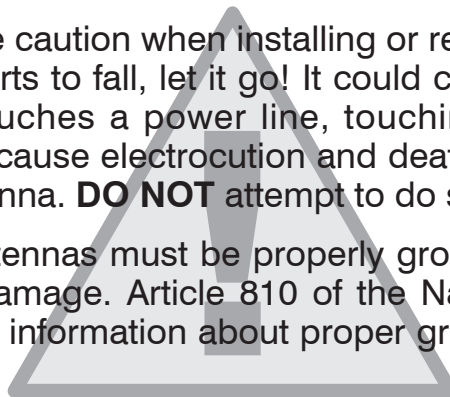 e caution when installing or re
rts to fall, let it go! It could c
uches a power line, touchi
cause electrocution and deat
nna. DO NOT attempt to do s
tennas must be properly gro
amage. Article 810 of the Na
information about proper gr